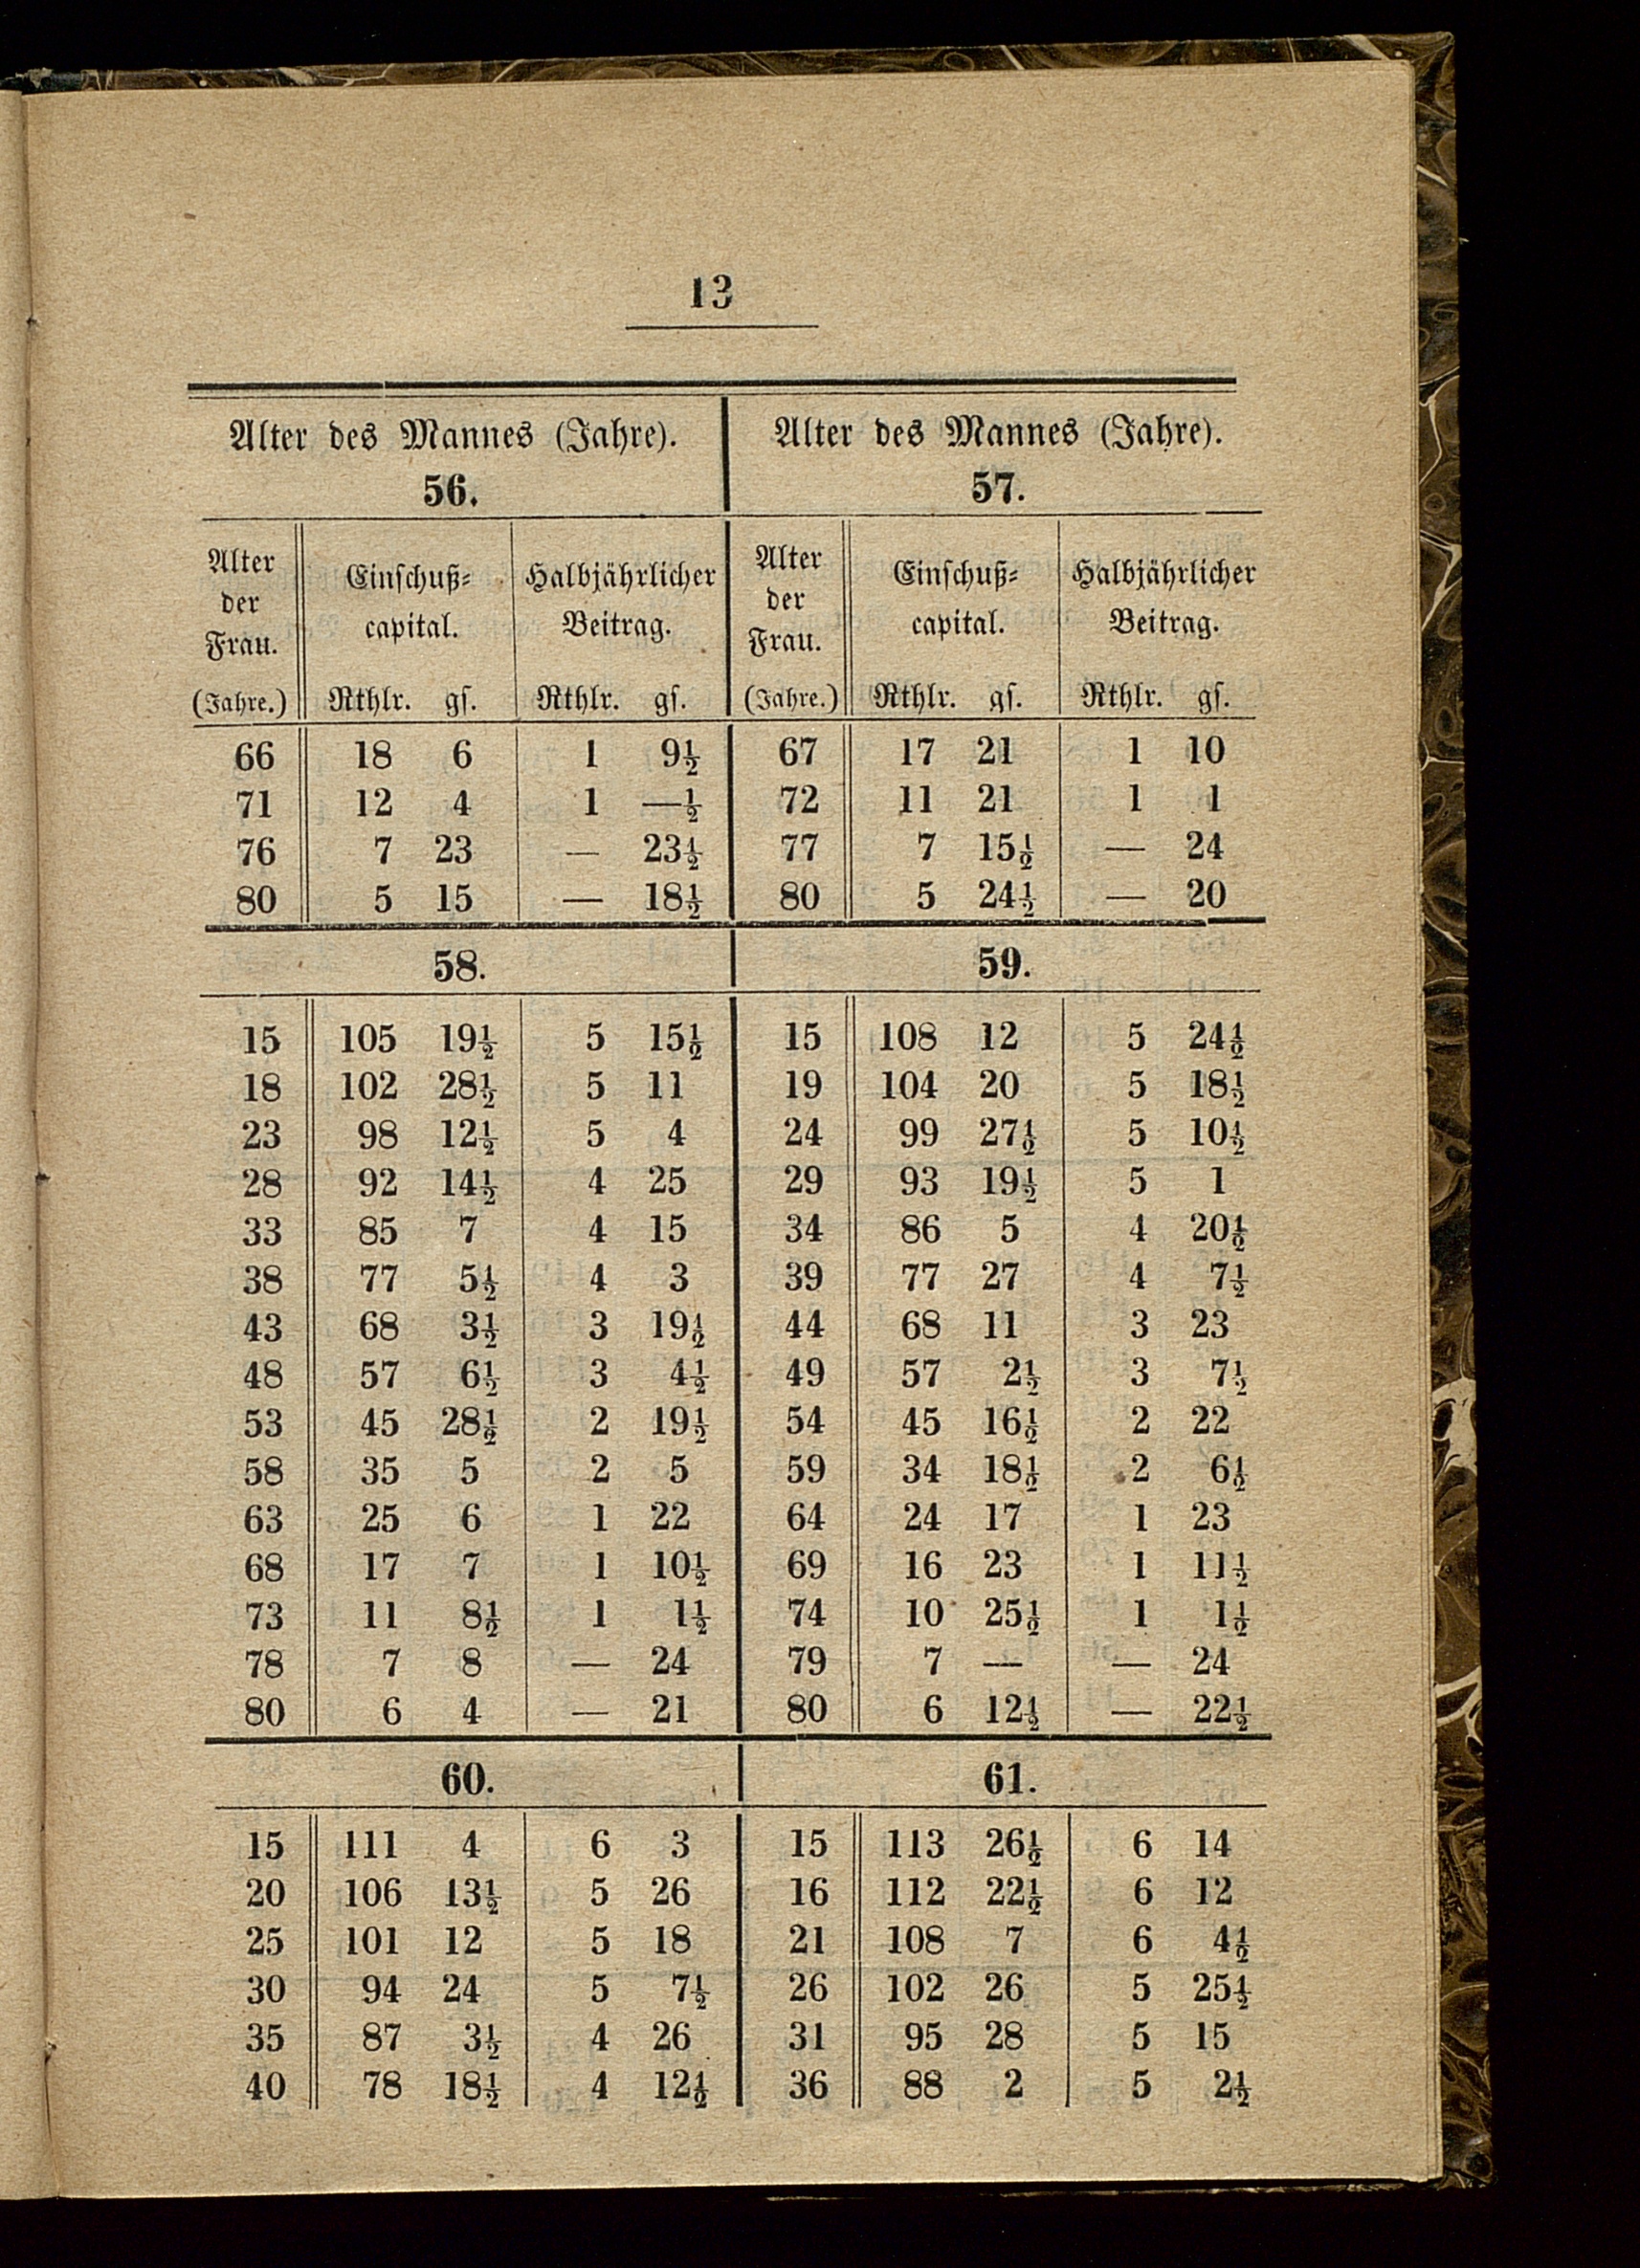 13
Alter des Mannes (Jahre). Alter des Mannes (Jahre).
56. 57.
Alter der Frau. (Jahre.) Einschuß-capital. Rthlr. gs. Halbjährlicher Beitrag. Rthlr. gs. Alter der Frau. (Jahre.) Einschuß-capital. Rthlr. gs. Halbjährlicher Beitrag. Rthlr. gs.
66 18 6 1 9½ 67 17 21 1 10
71 12 4 1 —½ 72 11 21 1 1
76 7 23 — 23½ 77 7 15½ — 24
80 5 15 — 18½ 80 5 24½ — 20
58. 59.
15 105 19½ 5 15½ 15 108 12 5 24½
18 102 28½ 5 11 19 104 20 5 18½
23 98 12½ 5 4 24 99 27½ 5 10½
28 92 14½ 4 25 29 93 19½ 5 1
33 85 7 4 15 34 86 5 4 20½
38 77 5½ 4 3 39 77 27 4 7½
43 68 3½ 3 19½ 44 68 11 3 23
48 57 6½ 3 4½ 49 57 2½ 3 7½
53 45 28½ 2 19½ 54 45 16½ 2 22
58 35 5 2 5 59 34 18½ 2 6½
63 25 6 1 22 64 24 17 1 23
68 17 7 1 10½ 69 16 23 1 11½
73 11 8½ 1 1½ 74 10 25½ 1 1½
78 7 8 — 24 79 7 — — 24
80 6 4 — 21 80 6 12½ — 22½
60. 61.
15 111 4 6 3 15 113 26½ 6 14
20 106 13½ 5 26 16 112 22½ 6 12
25 101 12 5 18 21 108 7 6 4½
30 94 24 5 7½ 26 102 26 5 25½
35 87 3½ 4 26 31 95 28 5 15
40 78 18½ 4 12½ 36 88 2 5 2½